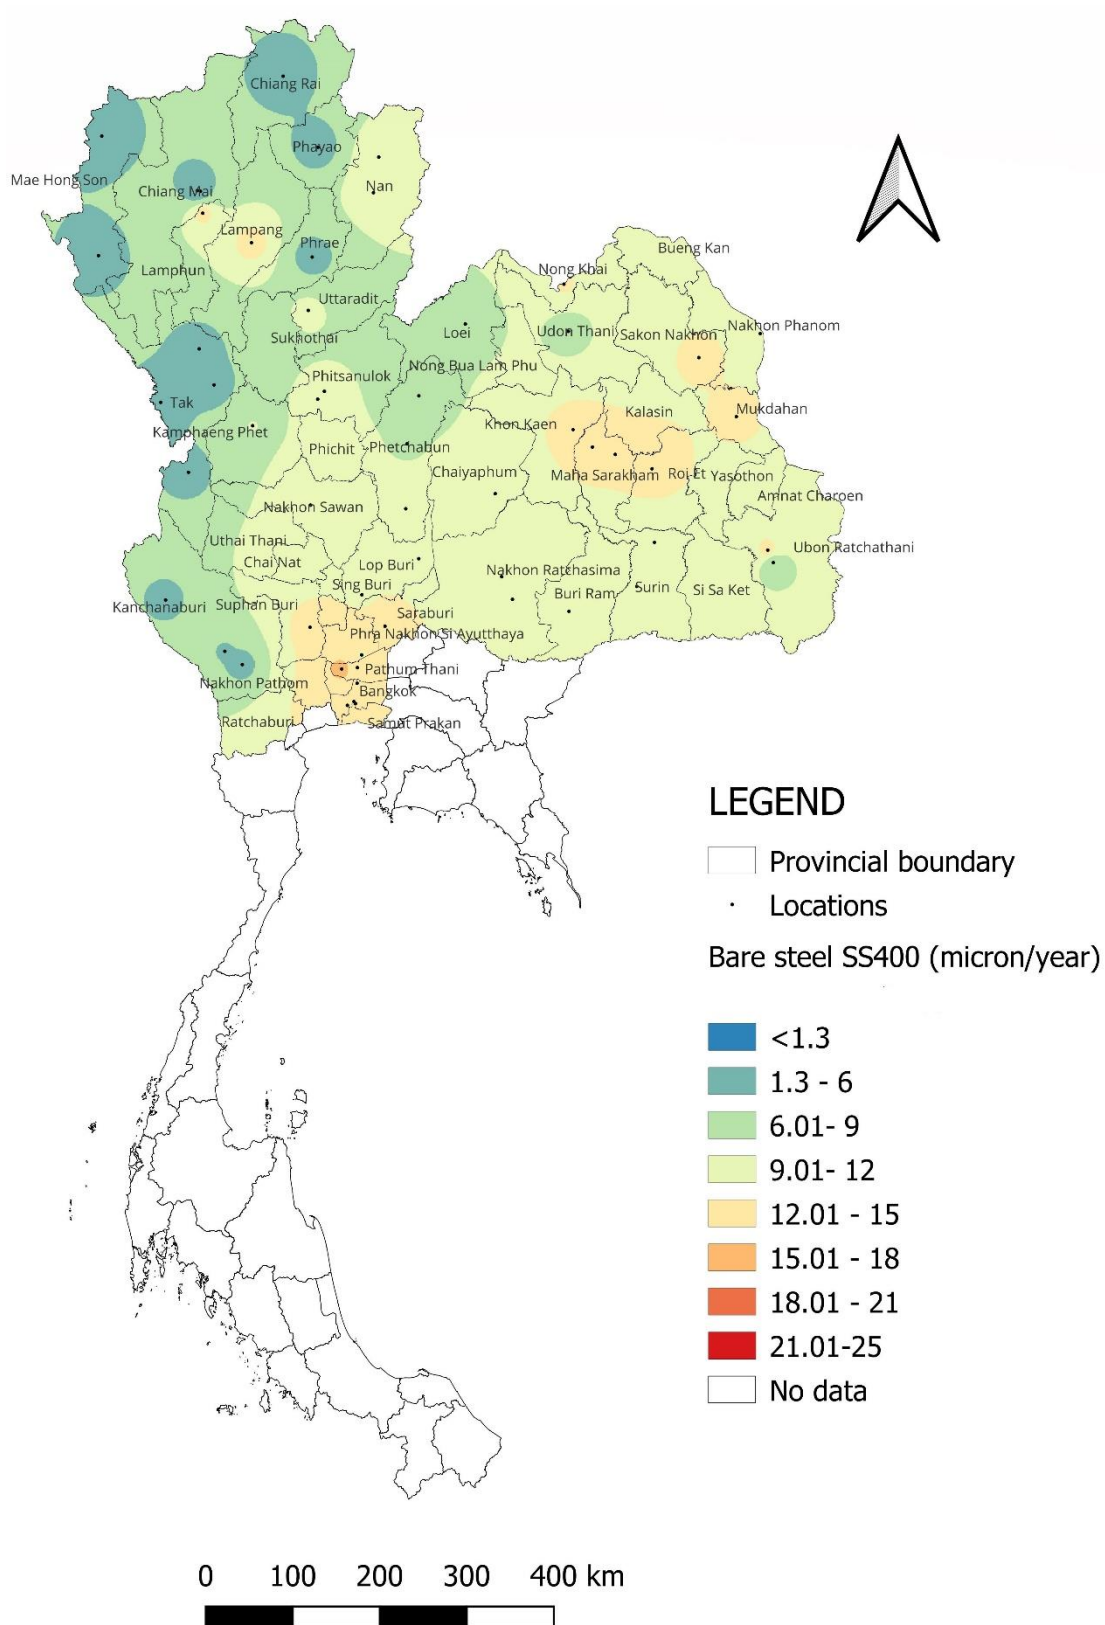 Chiang Rai
Phayao
Mae Hong Son
Chiang Mai
Nan
Lampang
Phrae
Bueng Kan
Lamphun
Nong Khai
Uttaradit
Sukhothai
Loei
Udon Thani
Sakon Nakhon
Nakhon Phanom
Nong Bua Lam Phu
Phitsanulok
Tak
Kalasin
Mukdahan
Kamphaeng Phet
Khon Kaen
Phichit
Phetchabun
Chaiyaphum
Maha Sarakham
Roi-Et
Yasothon
Amnat Charoen
Nakhon Sawan
Uthai Thani
Ubon Ratchathani
Chai Nat
Lop Buri
Nakhon Ratchasima
Sing Buri
Kanchanaburi
Suphan Buri
Saraburi
Buri Ram
Surin
Si Sa Ket
Phra Nakhon Si Ayutthaya
Pathum Thani
Nakhon Pathom
Bangkok
Ratchaburi
Samut Prakan
LEGEND
Provincial boundary
Locations
Bare steel SS400 (micron/year)
<1.3
1.3 - 6
6.01- 9
9.01- 12
12.01 - 15
15.01 - 18
18.01 - 21
21.01-25
No data
0 100 200 300 400 km